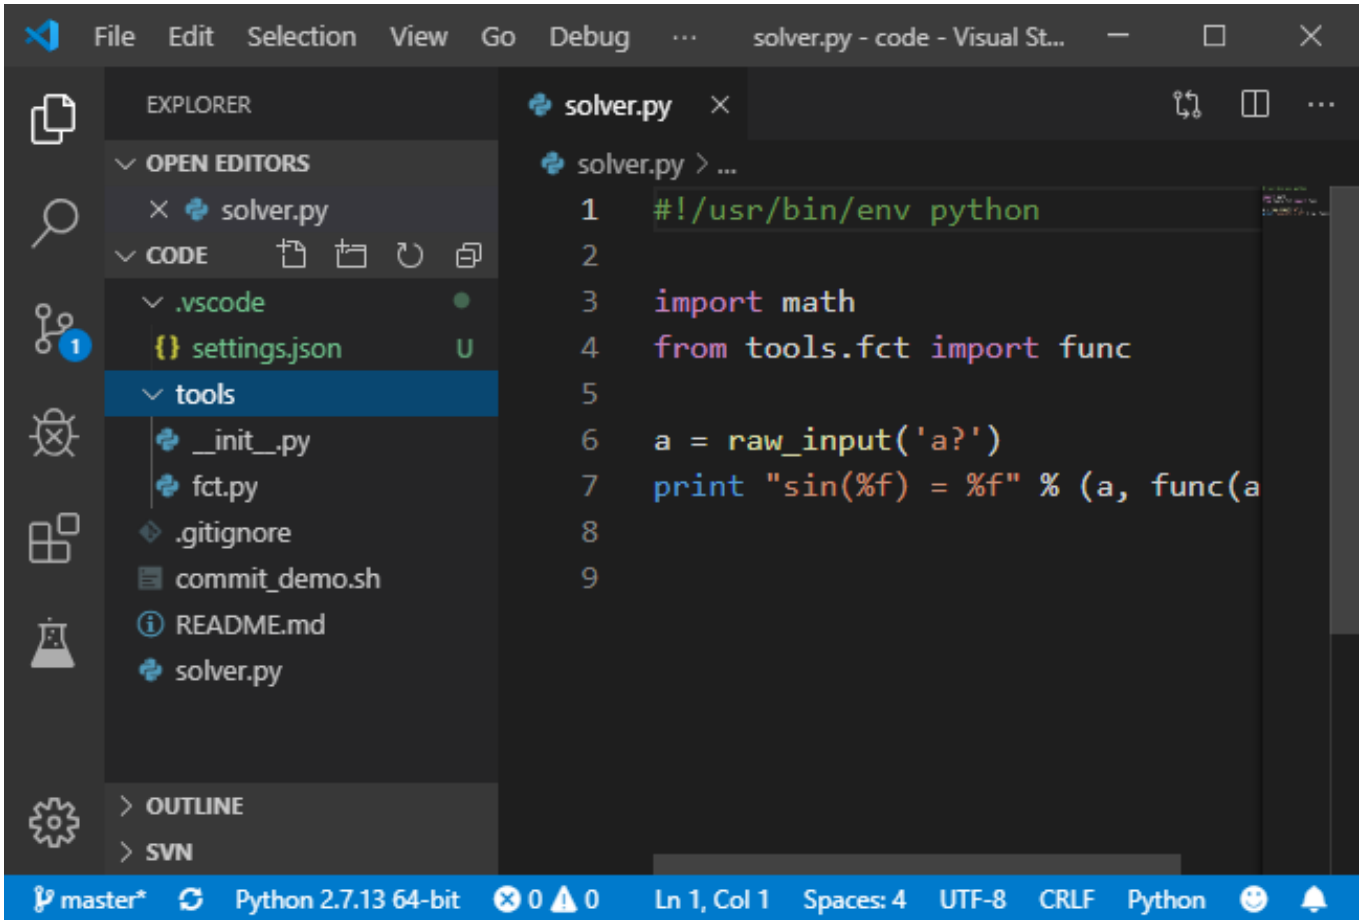 File Edit Selection View Go Debug ··· solver.py - code - Visual St...
EXPLORER
OPEN EDITORS
solver.py
CODE
.vscode
{} settings.json U
tools
__init__.py
fct.py
.gitignore
commit_demo.sh
README.md
solver.py
OUTLINE
SVN
1
solver.py
solver.py > ...
1 #!/usr/bin/env python
2
3 import math
4 from tools.fct import func
5
6 a = raw_input('a?')
7 print "sin(%f) = %f" % (a, func(a
8
9
master* Python 2.7.13 64-bit 0 0 Ln 1, Col 1 Spaces: 4 UTF-8 CRLF Python